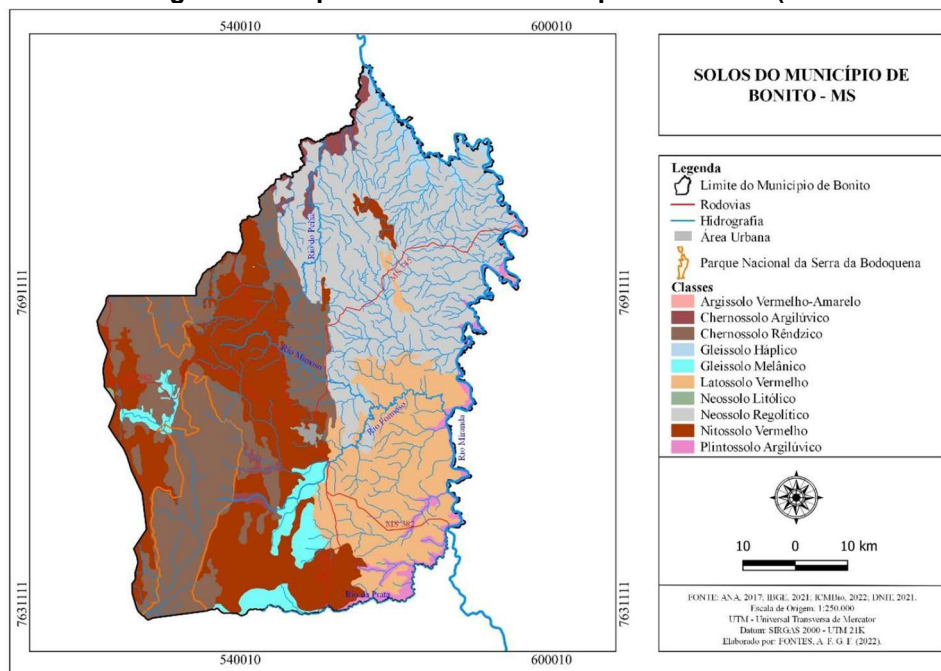 540010
600010
7691111
7631111
7691111
7631111
540010
600010
Rio Mimoso
Rio Formoso
Rio Miranda
MS 382
Rio da Prata
SOLOS DO MUNICÍPIO DE
BONITO - MS
Legenda
Limite do Município de Bonito
Rodovias
Hidrografia
Área Urbana
Parque Nacional da Serra da Bodoquena
Classes
Argissolo Vermelho-Amarelo
Chernossolo Argilúvico
Chernossolo Rêndzico
Gleissolo Háplico
Gleissolo Melânico
Latossolo Vermelho
Neossolo Litólico
Neossolo Regolítico
Nitossolo Vermelho
Plintossolo Argilúvico
10 0 10 km
FONTE: ANA, 2017; IBGE, 2021; ICMBio, 2022; DNIT, 2021.
Escala de Origem: 1:250.000
UTM - Universal Transversa de Mercator
Datum: SIRGAS 2000 - UTM 21K
Elaborado por: FONTES, A. F. G. F. (2022).